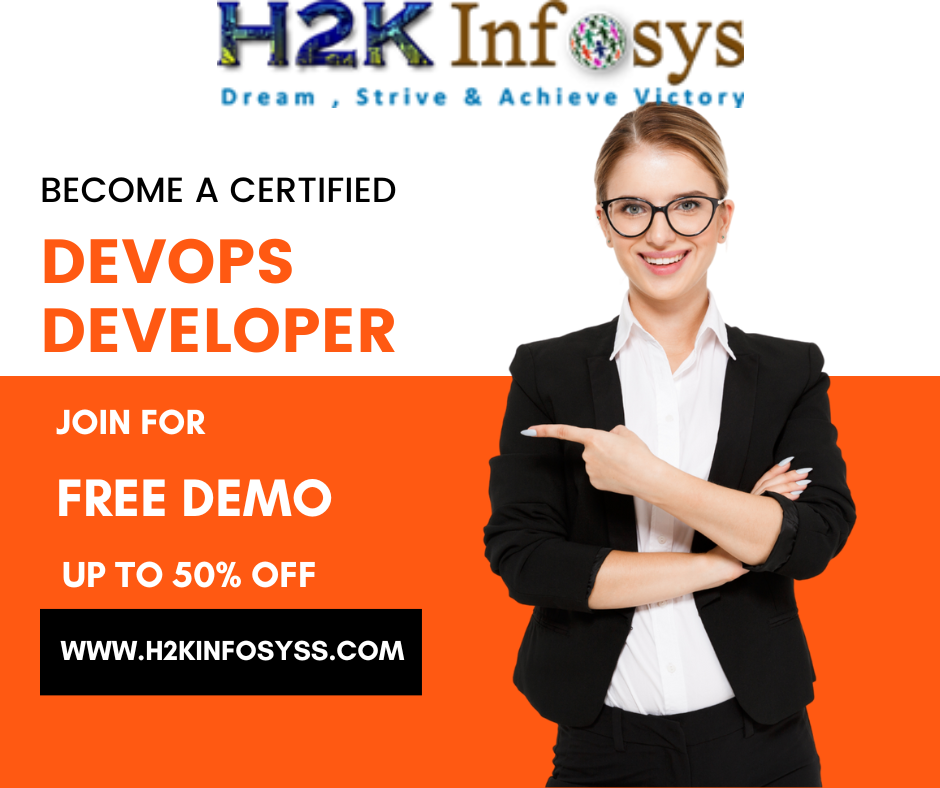 H2K Infosys
Dream , Strive & Achieve Victory
BECOME A CERTIFIED
DEVOPS
DEVELOPER
JOIN FOR
FREE DEMO
UP TO 50% OFF
WWW.H2KINFOSYSS.COM